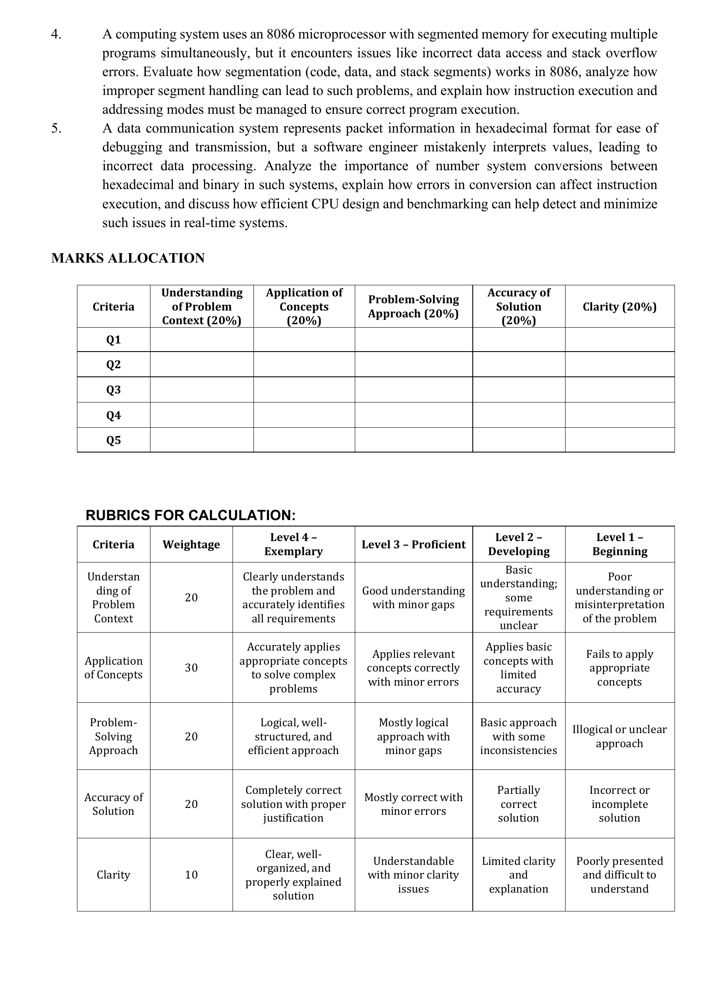 4. A computing system uses an 8086 microprocessor with segmented memory for executing multiple
programs simultaneously, but it encounters issues like incorrect data access and stack overflow
errors. Evaluate how segmentation (code, data, and stack segments) works in 8086, analyze how
improper segment handling can lead to such problems, and explain how instruction execution and
addressing modes must be managed to ensure correct program execution.
5. A data communication system represents packet information in hexadecimal format for ease of
debugging and transmission, but a software engineer mistakenly interprets values, leading to
incorrect data processing. Analyze the importance of number system conversions between
hexadecimal and binary in such systems, explain how errors in conversion can affect instruction
execution, and discuss how efficient CPU design and benchmarking can help detect and minimize
such issues in real-time systems.
MARKS ALLOCATION
Criteria
Understanding
of Problem
Context (20%)
Application of
Concepts
(20%)
Problem-Solving
Approach (20%)
Accuracy of
Solution
(20%)
Clarity (20%)
Q1
Q2
Q3
Q4
Q5
RUBRICS FOR CALCULATION:
Criteria
Weightage
Level 4 –
Exemplary
Level 3 – Proficient
Level 2 –
Developing
Level 1 –
Beginning
Understan
ding of
Problem
Context
20
Clearly understands
the problem and
accurately identifies
all requirements
Good understanding
with minor gaps
Basic
understanding;
some
requirements
unclear
Poor
understanding or
misinterpretation
of the problem
Application
of Concepts
30
Accurately applies
appropriate concepts
to solve complex
problems
Applies relevant
concepts correctly
with minor errors
Applies basic
concepts with
limited
accuracy
Fails to apply
appropriate
concepts
Problem-
Solving
Approach
20
Logical, well-
structured, and
efficient approach
Mostly logical
approach with
minor gaps
Basic approach
with some
inconsistencies
Illogical or unclear
approach
Accuracy of
Solution
20
Completely correct
solution with proper
justification
Mostly correct with
minor errors
Partially
correct
solution
Incorrect or
incomplete
solution
Clarity
10
Clear, well-
organized, and
properly explained
solution
Understandable
with minor clarity
issues
Limited clarity
and
explanation
Poorly presented
and difficult to
understand